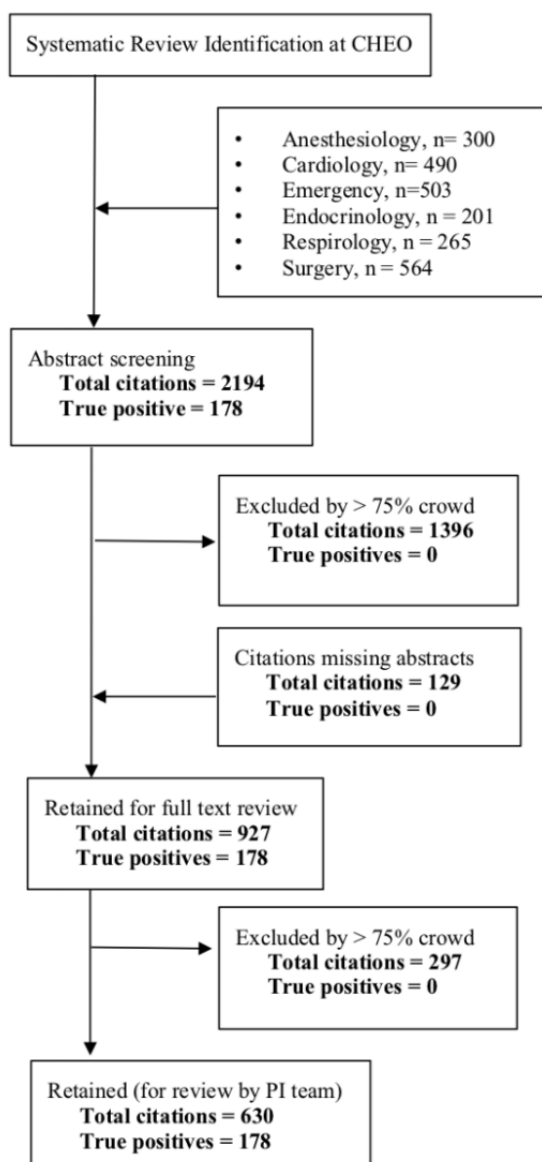 Systematic Review Identification at CHEO
• Anesthesiology, n= 300
• Cardiology, n= 490
• Emergency, n=503
• Endocrinology, n = 201
• Respirology, n = 265
• Surgery, n = 564
Abstract screening
Total citations = 2194
True positive = 178
Excluded by > 75% crowd
Total citations = 1396
True positives = 0
Citations missing abstracts
Total citations = 129
True positives = 0
Retained for full text review
Total citations = 927
True positives = 178
Excluded by > 75% crowd
Total citations = 297
True positives = 0
Retained (for review by PI team)
Total citations = 630
True positives = 178